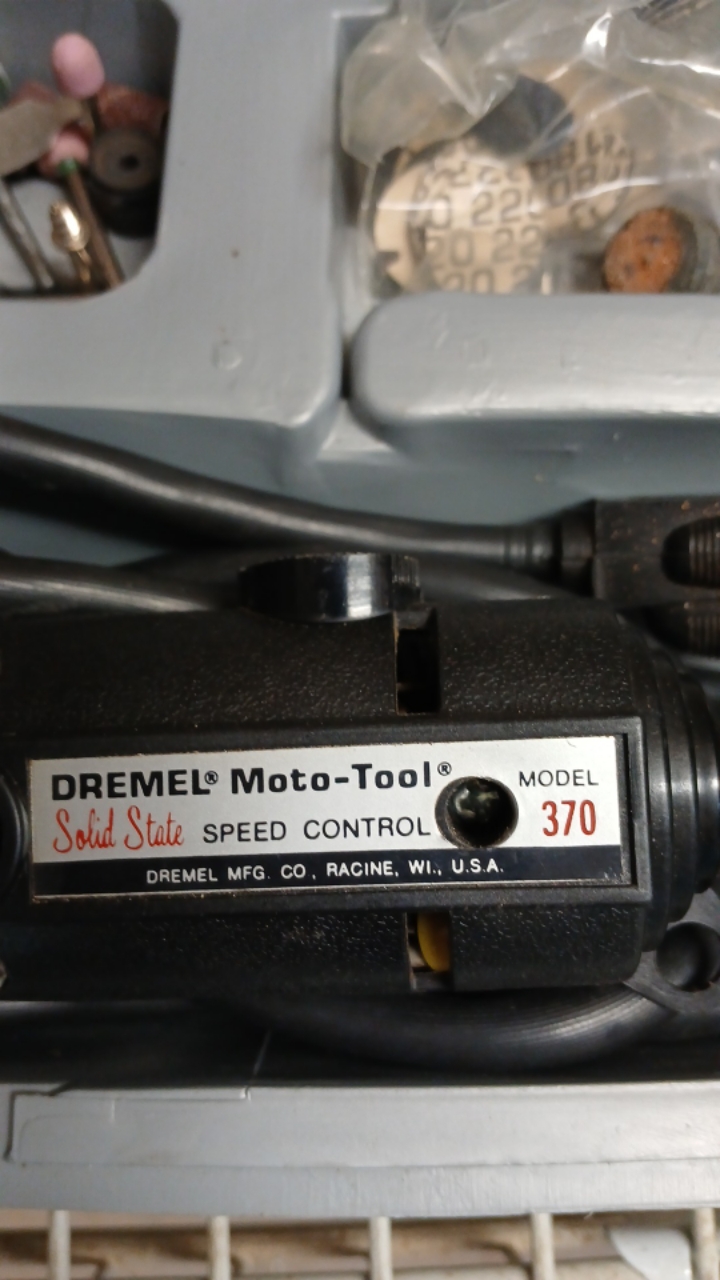 DREMEL® Moto-Tool®
MODEL
Solid State SPEED CONTROL
370
DREMEL MFG. CO., RACINE, WI., U.S.A.